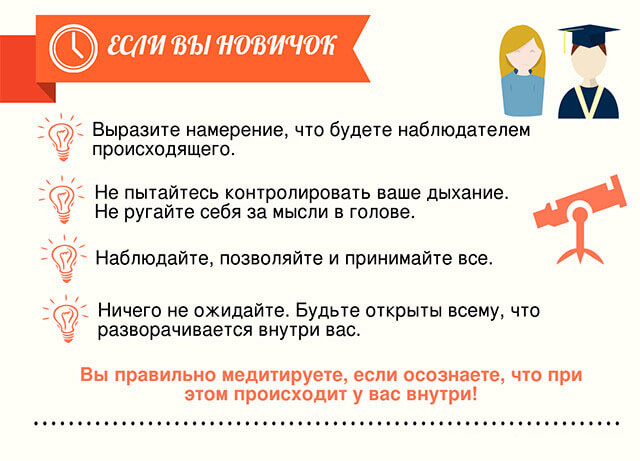 ЕСЛИ ВЫ НОВИЧОК
Выразите намерение, что будете наблюдателем
происходящего.
Не пытайтесь контролировать ваше дыхание.
Не ругайте себя за мысли в голове.
Наблюдайте, позволяйте и принимайте все.
Ничего не ожидайте. Будьте открыты всему, что
разворачивается внутри вас.
Вы правильно медитируете, если осознаете, что при
этом происходит у вас внутри!